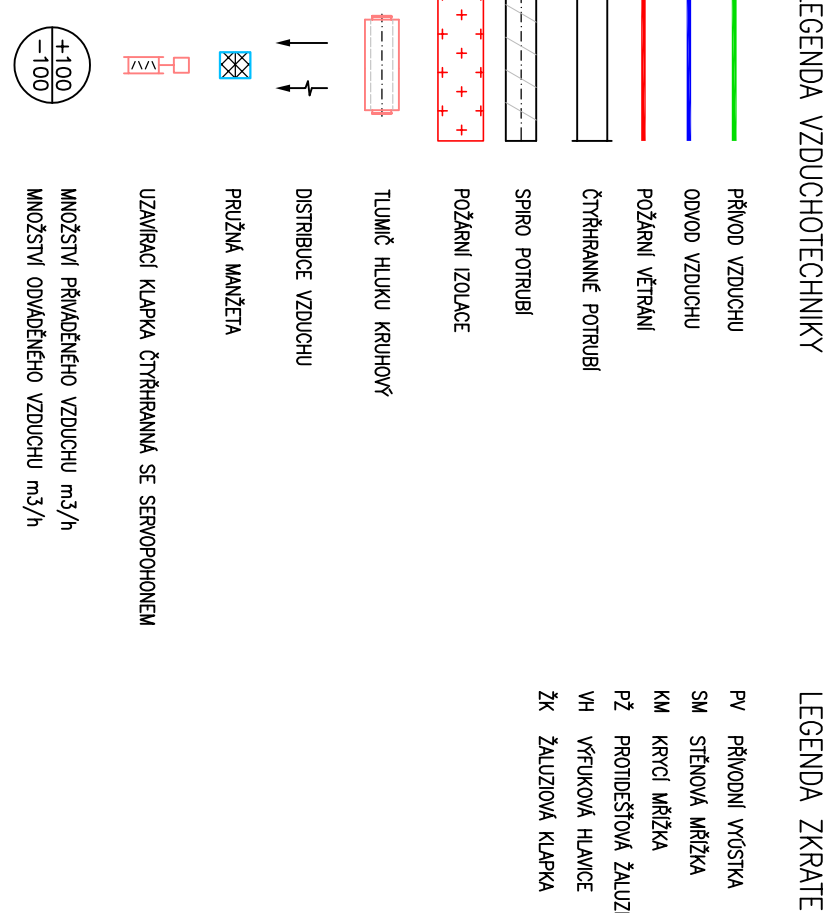 LEGENDA VZDUCHOTECHNIKY
PŘÍVOD VZDUCHU
ODVOD VZDUCHU
POŽÁRNÍ VĚTRÁNÍ
ČTYŘHRANNÉ POTRUBÍ
SPIRO POTRUBÍ
POŽÁRNÍ IZOLACE
TLUMIČ HLUKU KRUHOVÝ
DISTRIBUCE VZDUCHU
PRUŽNÁ MANŽETA
UZAVÍRACÍ KLAPKA ČTYŘHRANNÁ SE SERVOPOHONEM
+100 MNOŽSTVÍ PŘIVÁDĚNÉHO VZDUCHU m3/h
-100 MNOŽSTVÍ ODVÁDĚNÉHO VZDUCHU m3/h
LEGENDA ZKRATE
PV PŘÍVODNÍ VYÚSTKA
SM STĚNOVÁ MŘÍŽKA
KM KRYCÍ MŘÍŽKA
PŽ PROTIDEŠŤOVÁ ŽALUZI
VH VÝFUKOVÁ HLAVICE
ŽK ŽALUZIOVÁ KLAPKA